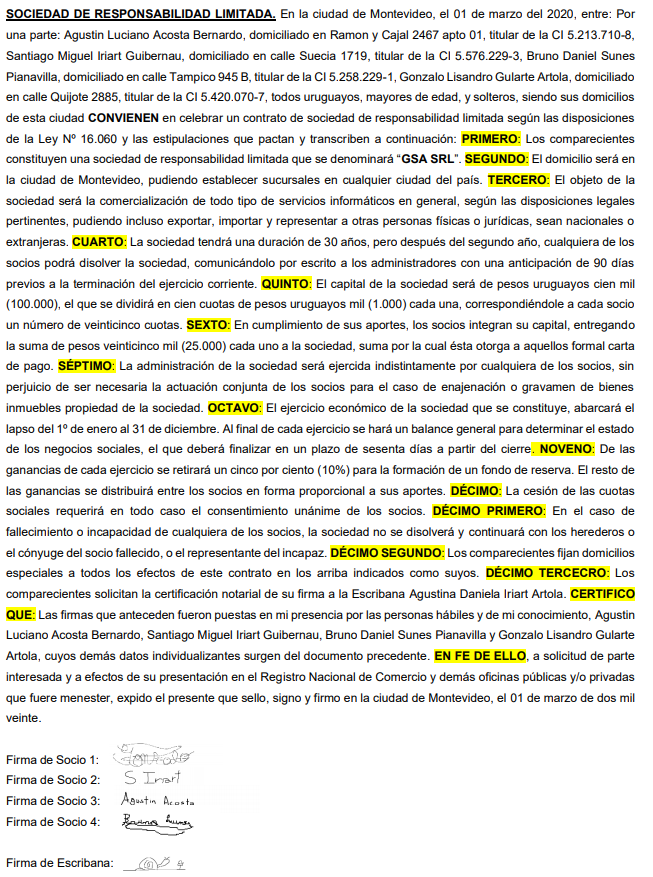 SOCIEDAD DE RESPONSABILIDAD LIMITADA. En la ciudad de Montevideo, el 01 de marzo del 2020, entre: Por
una parte: Agustin Luciano Acosta Bernardo, domiciliado en Ramon y Cajal 2467 apto 01, titular de la CI 5.213.710-8,
Santiago Miguel Iriart Guibernau, domiciliado en calle Suecia 1719, titular de la CI 5.576.229-3, Bruno Daniel Sunes
Pianavilla, domiciliado en calle Tampico 945 B, titular de la CI 5.258.229-1, Gonzalo Lisandro Gularte Artola, domiciliado
en calle Quijote 2885, titular de la CI 5.420.070-7, todos uruguayos, mayores de edad, y solteros, siendo sus domicilios
de esta ciudad CONVIENEN en celebrar un contrato de sociedad de responsabilidad limitada según las disposiciones
de la Ley Nº 16.060 y las estipulaciones que pactan y transcriben a continuación: PRIMERO: Los comparecientes
constituyen una sociedad de responsabilidad limitada que se denominará “GSA SRL”. SEGUNDO: El domicilio será en
la ciudad de Montevideo, pudiendo establecer sucursales en cualquier ciudad del país. TERCERO: El objeto de la
sociedad será la comercialización de todo tipo de servicios informáticos en general, según las disposiciones legales
pertinentes, pudiendo incluso exportar, importar y representar a otras personas físicas o jurídicas, sean nacionales o
extranjeras. CUARTO: La sociedad tendrá una duración de 30 años, pero después del segundo año, cualquiera de los
socios podrá disolver la sociedad, comunicándolo por escrito a los administradores con una anticipación de 90 días
previos a la terminación del ejercicio corriente. QUINTO: El capital de la sociedad será de pesos uruguayos cien mil
(100.000), el que se dividirá en cien cuotas de pesos uruguayos mil (1.000) cada una, correspondiéndole a cada socio
un número de veinticinco cuotas. SEXTO: En cumplimiento de sus aportes, los socios integran su capital, entregando
la suma de pesos veinticinco mil (25.000) cada uno a la sociedad, suma por la cual ésta otorga a aquellos formal carta
de pago. SÉPTIMO: La administración de la sociedad será ejercida indistintamente por cualquiera de los socios, sin
perjuicio de ser necesaria la actuación conjunta de los socios para el caso de enajenación o gravamen de bienes
inmuebles propiedad de la sociedad. OCTAVO: El ejercicio económico de la sociedad que se constituye, abarcará el
lapso del 1º de enero al 31 de diciembre. Al final de cada ejercicio se hará un balance general para determinar el estado
de los negocios sociales, el que deberá finalizar en un plazo de sesenta días a partir del cierre. NOVENO: De las
ganancias de cada ejercicio se retirará un cinco por ciento (10%) para la formación de un fondo de reserva. El resto de
las ganancias se distribuirá entre los socios en forma proporcional a sus aportes. DÉCIMO: La cesión de las cuotas
sociales requerirá en todo caso el consentimiento unánime de los socios. DÉCIMO PRIMERO: En el caso de
fallecimiento o incapacidad de cualquiera de los socios, la sociedad no se disolverá y continuará con los herederos o
el cónyuge del socio fallecido, o el representante del incapaz. DÉCIMO SEGUNDO: Los comparecientes fijan domicilios
especiales a todos los efectos de este contrato en los arriba indicados como suyos. DÉCIMO TERCECRO: Los
comparecientes solicitan la certificación notarial de su firma a la Escribana Agustina Daniela Iriart Artola. CERTIFICO
QUE: Las firmas que anteceden fueron puestas en mi presencia por las personas hábiles y de mi conocimiento, Agustin
Luciano Acosta Bernardo, Santiago Miguel Iriart Guibernau, Bruno Daniel Sunes Pianavilla y Gonzalo Lisandro Gularte
Artola, cuyos demás datos individualizantes surgen del documento precedente. EN FE DE ELLO, a solicitud de parte
interesada y a efectos de su presentación en el Registro Nacional de Comercio y demás oficinas públicas y/o privadas
que fuere menester, expido el presente que sello, signo y firmo en la ciudad de Montevideo, el 01 de marzo de dos mil
veinte.
Firma de Socio 1:
Firma de Socio 2: S Iriart
Firma de Socio 3: Agustin Acosta
Firma de Socio 4:
Firma de Escribana: